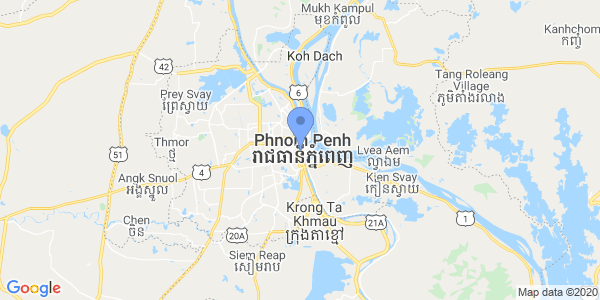 Mukh Kampul
មុខកំពូល
Kanhchom
កញ្ច
Koh Dach
42
6
Tang Roleang
Village
ភូមិតាំងរលាំង
Prey Svay
ព្រៃស្វាយ
Phnom Penh
រាជធានីភ្នំពេញ
Thmor
ថ្ម
51
Lvea Aem
ល្វាឯម
4
Kien Svay
កៀនស្វាយ
Angk Snuol
អង្គស្នួល
Krong Ta
Khmau
ក្រុងតាខ្មៅ
Chen
ចិន
20A
21A
1
Siem Reap
សៀមរាប
Google
Map data ©2020